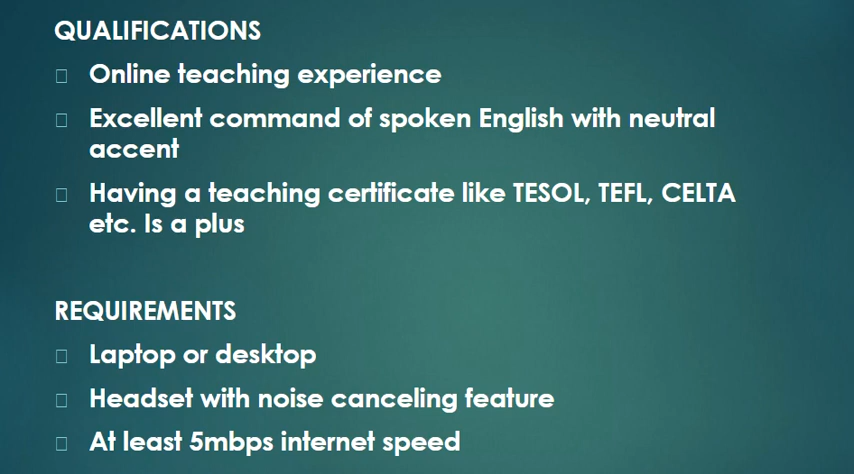 QUALIFICATIONS
Online teaching experience
Excellent command of spoken English with neutral
accent
Having a teaching certificate like TESOL, TEFL, CELTA
etc. Is a plus
REQUIREMENTS
Laptop or desktop
Headset with noise canceling feature
At least 5mbps internet speed